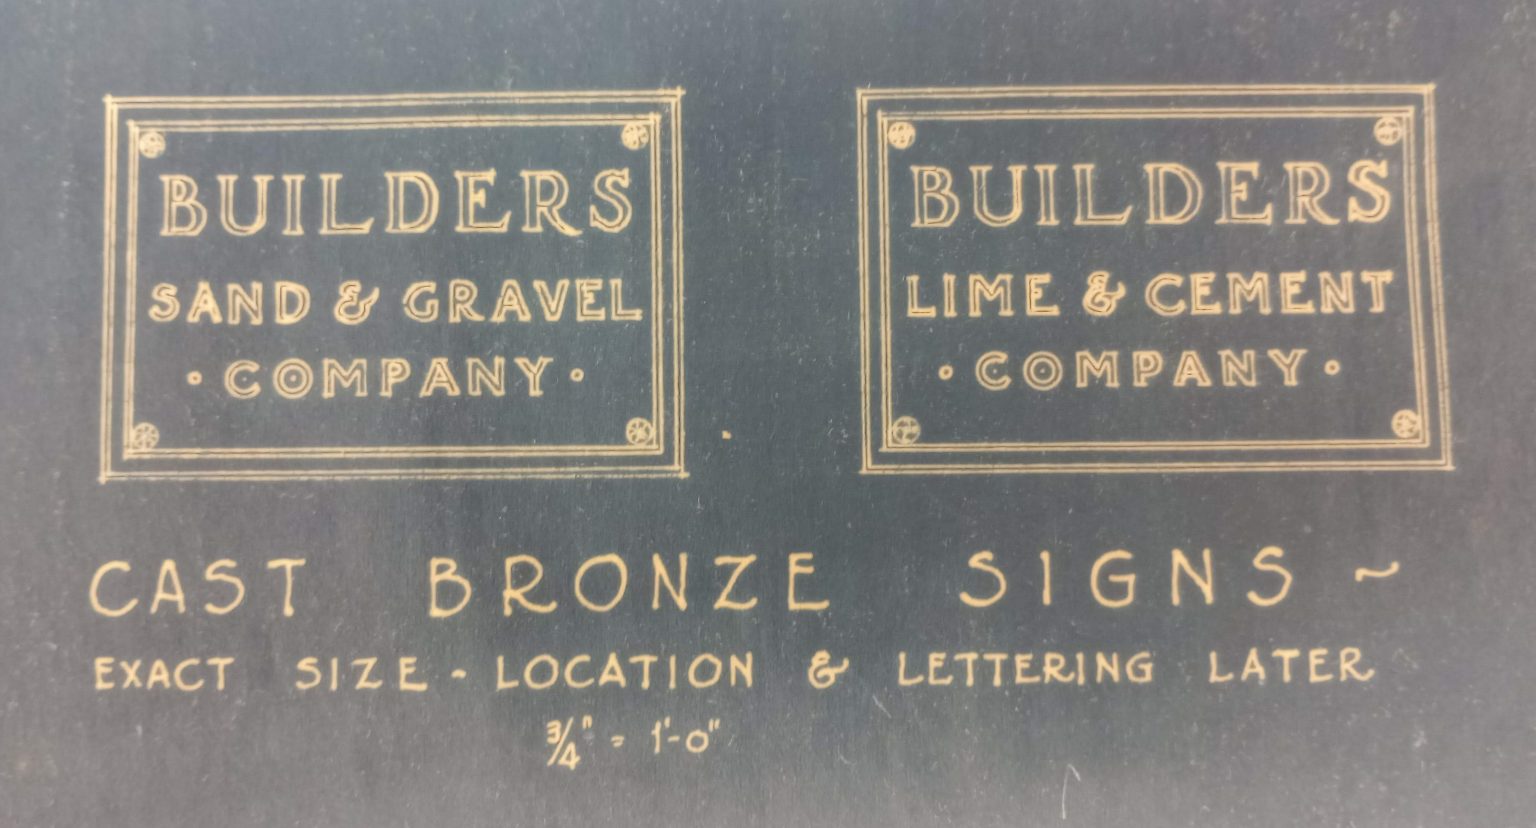 BUILDERS
SAND & GRAVEL
· COMPANY ·
BUILDERS
LIME & CEMENT
· COMPANY ·
CAST BRONZE SIGNS ~
EXACT SIZE - LOCATION & LETTERING LATER
3/4" = 1'-0"